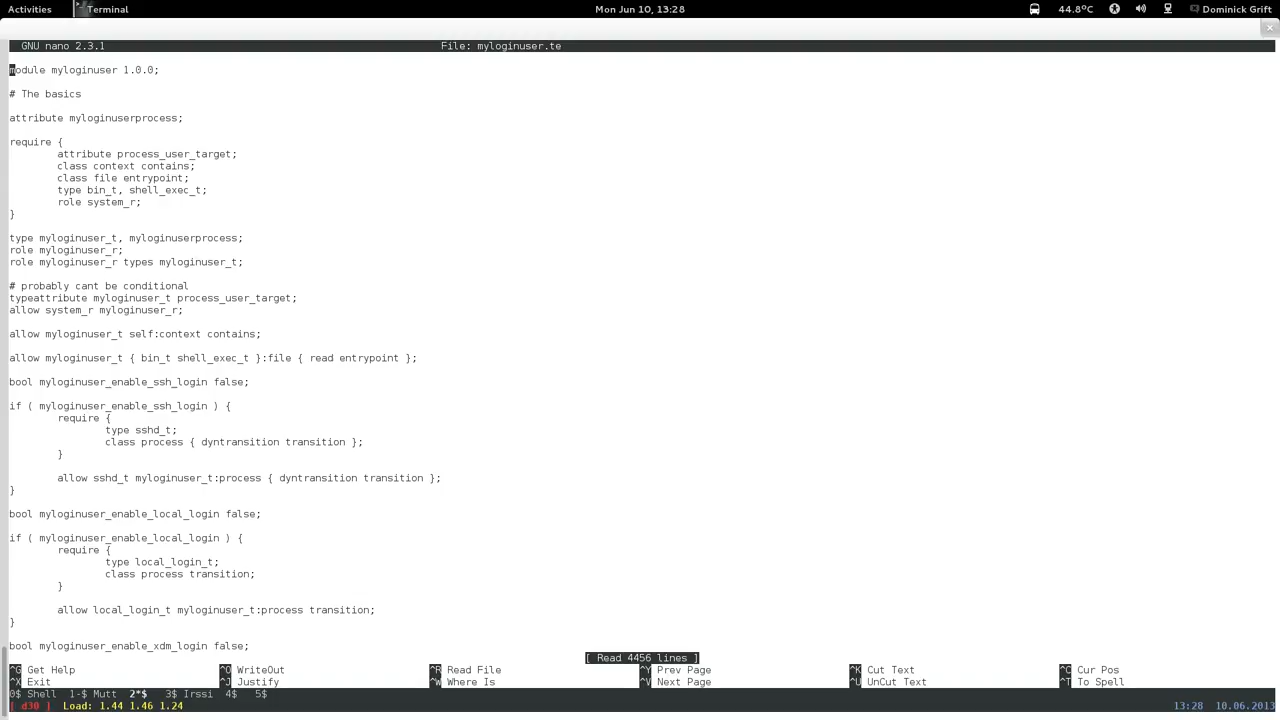 Activities Terminal Mon Jun 10, 13:28 44.8°C Dominick Grift
GNU nano 2.3.1 File: myloginuser.te
module myloginuser 1.0.0;
# The basics
attribute myloginuserprocess;
require {
attribute process_user_target;
class context contains;
class file entrypoint;
type bin_t, shell_exec_t;
role system_r;
}
type myloginuser_t, myloginuserprocess;
role myloginuser_r;
role myloginuser_r types myloginuser_t;
# probably cant be conditional
typeattribute myloginuser_t process_user_target;
allow system_r myloginuser_r;
allow myloginuser_t self:context contains;
allow myloginuser_t { bin_t shell_exec_t }:file { read entrypoint };
bool myloginuser_enable_ssh_login false;
if ( myloginuser_enable_ssh_login ) {
require {
type sshd_t;
class process { dyntransition transition };
}
allow sshd_t myloginuser_t:process { dyntransition transition };
}
bool myloginuser_enable_local_login false;
if ( myloginuser_enable_local_login ) {
require {
type local_login_t;
class process transition;
}
allow local_login_t myloginuser_t:process transition;
}
bool myloginuser_enable_xdm_login false;
[ Read 4456 lines ]
^G Get Help ^O WriteOut ^R Read File ^Y Prev Page ^K Cut Text ^C Cur Pos
^X Exit ^J Justify ^W Where Is ^V Next Page ^U UnCut Text ^T To Spell
0$ Shell 1-$ Mutt 2*$ 3$ Irssi 4$ 5$
[ d30 ] Load: 1.44 1.46 1.24 13:28 10.06.2013